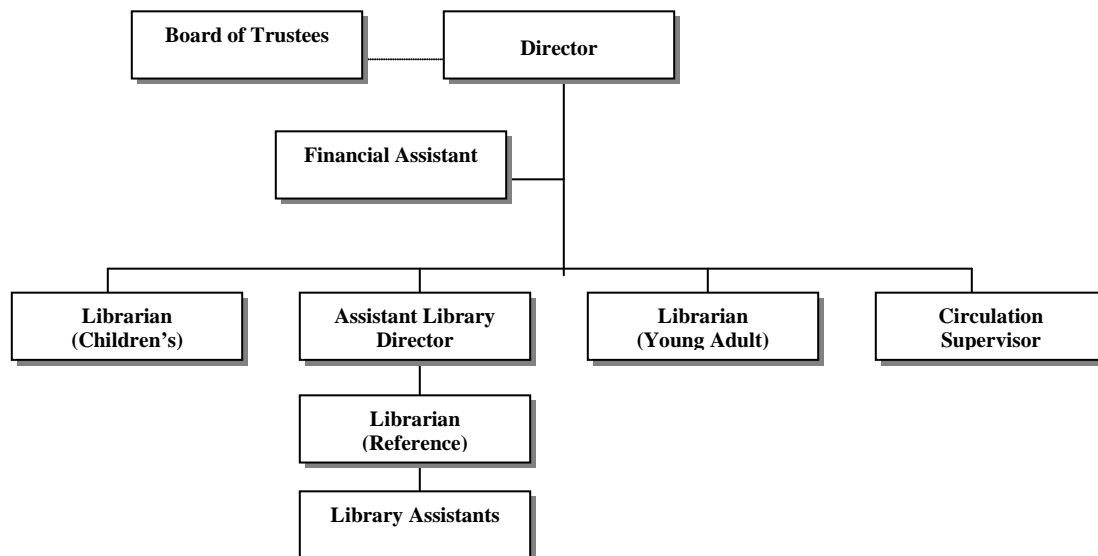 Board of Trustees
Director
Financial Assistant
Librarian
(Children's)
Assistant Library
Director
Librarian
(Young Adult)
Circulation
Supervisor
Librarian
(Reference)
Library Assistants